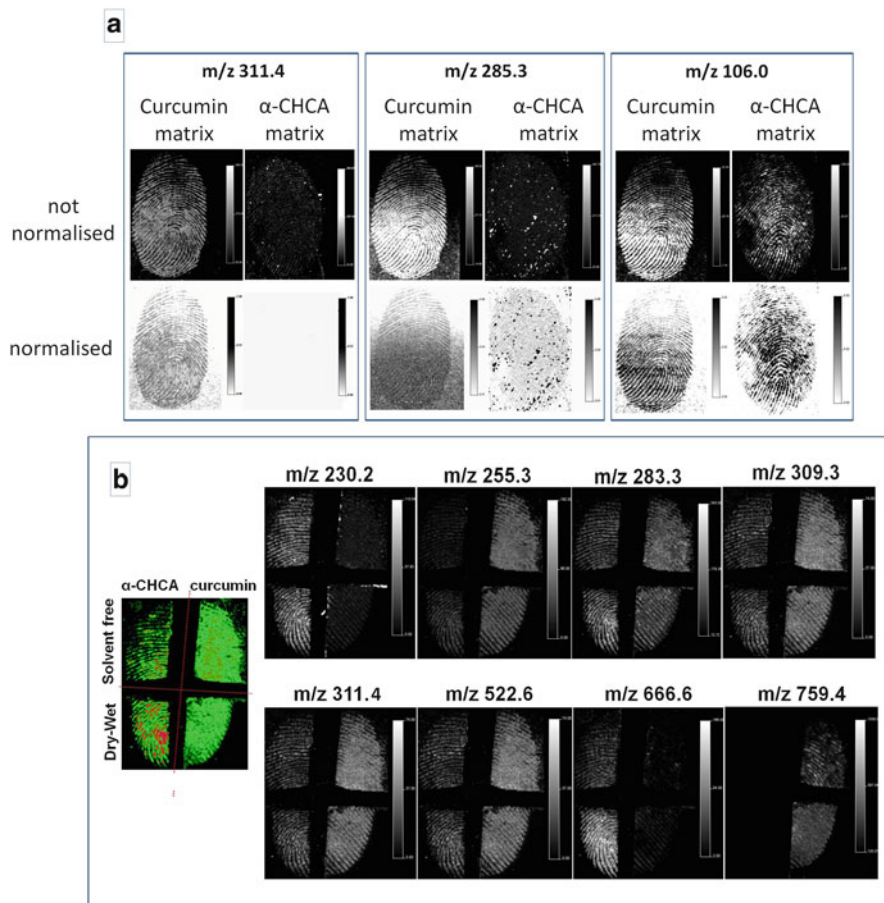 a
m/z 311.4 m/z 285.3 m/z 106.0
Curcumin α-CHCA Curcumin α-CHCA Curcumin α-CHCA
matrix matrix matrix matrix matrix matrix
not
normalised
normalised
b
m/z 230.2 m/z 255.3 m/z 283.3 m/z 309.3
α-CHCA curcumin
Solvent free
Dry-Wet
m/z 311.4 m/z 522.6 m/z 666.6 m/z 759.4